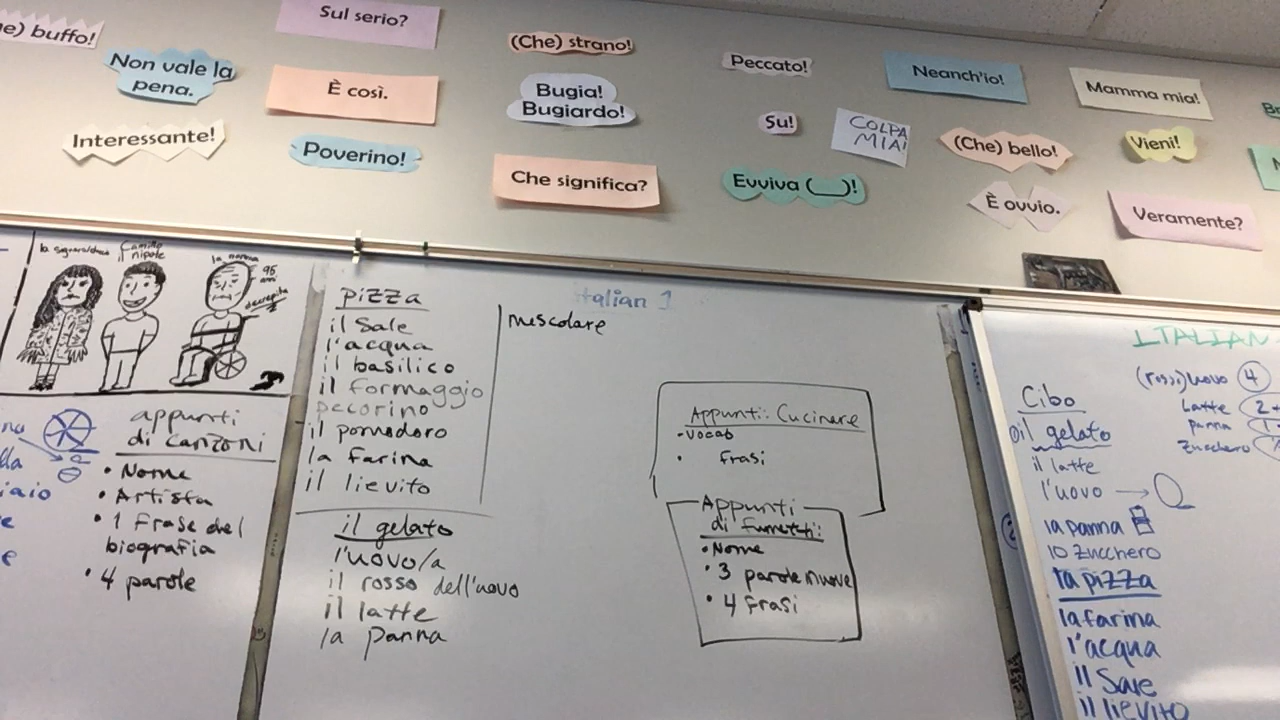 e) buffo!
Sul serio?
(Che) strano!
Peccato!
Neanch'io!
Mamma mia!
Non vale la
pena.
È così.
Bugia!
Bugiardo!
Su!
COLPA
MIA!
(Che) bello!
Vieni!
Interessante!
Poverino!
Che significa?
Evviva (___)!
È ovvio.
Veramente?
il nipote
la nonna
95
anni
decrepita
appunti
di canzoni
• Nome
• Artista
• 1 Frase del
biografia
• 4 parole
pizza
il sale
l'acqua
il basilico
il formaggio
pecorino
il pomodoro
la farina
il lievito
il gelato
l'uovo/a
il rosso dell'uovo
il latte
la panna
Italian 1
mescolare
Appunti: Cucinare
• Vocab
• frasi
Appunti
di fumetti:
• Nome
• 3 parole nuove
• 4 frasi
ITALIAN
(rossi) uovo 4
Latte 2
panna 1
zucchero
Cibo
il gelato
il latte
l'uovo
la panna
lo zucchero
la pizza
la farina
l'acqua
il Sale
il lievito